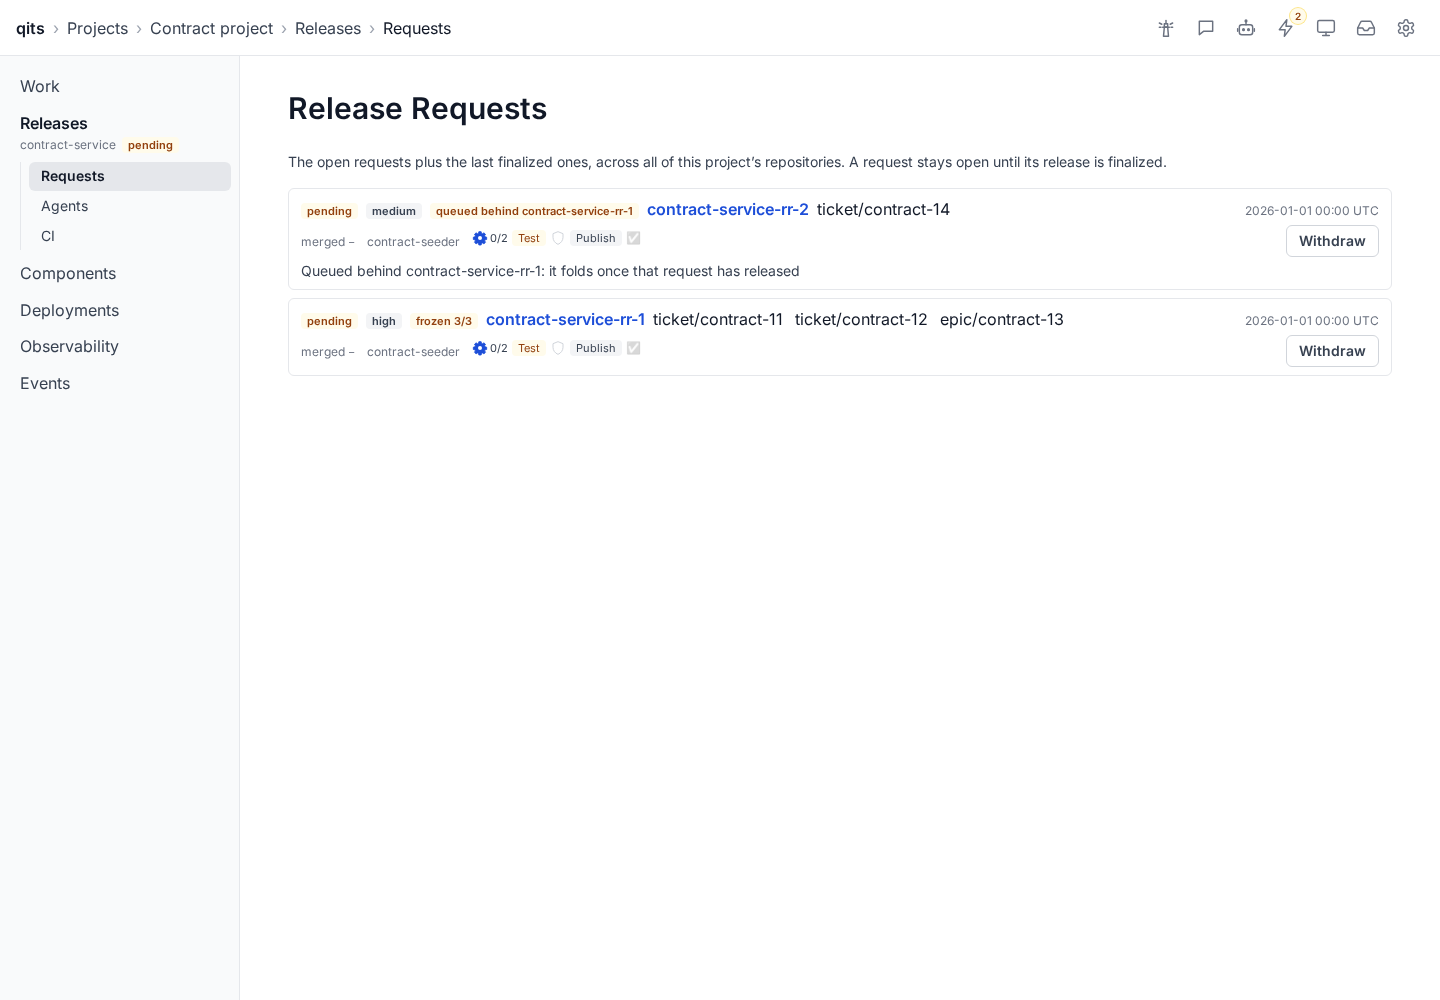 qits › Projects › Contract project › Releases › Requests
2
Work
Releases
contract-service pending
Requests
Agents
CI
Components
Deployments
Observability
Events
Release Requests
The open requests plus the last finalized ones, across all of this project’s repositories. A request stays open until its release is finalized.
pending medium queued behind contract-service-rr-1 contract-service-rr-2 ticket/contract-14 2026-01-01 00:00 UTC
merged – contract-seeder 0/2 Test Publish Withdraw
Queued behind contract-service-rr-1: it folds once that request has released
pending high frozen 3/3 contract-service-rr-1 ticket/contract-11 ticket/contract-12 epic/contract-13 2026-01-01 00:00 UTC
merged – contract-seeder 0/2 Test Publish Withdraw